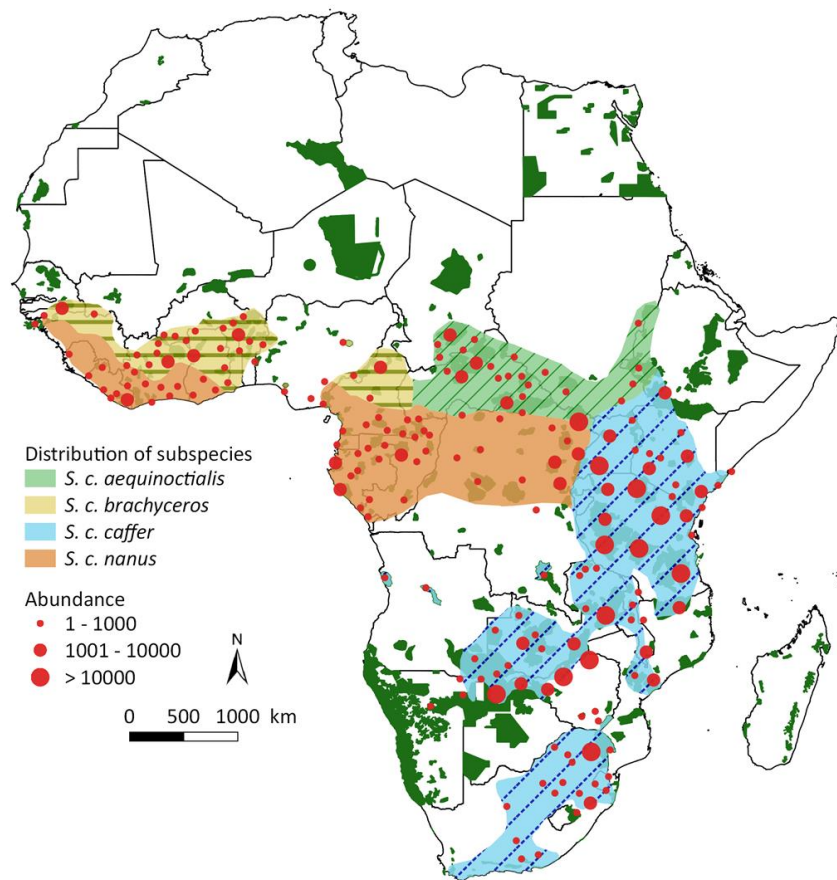 Distribution of subspecies
S. c. aequinoctialis
S. c. brachyceros
S. c. caffer
S. c. nanus
Abundance
1 - 1000
1001 - 10000
> 10000
N
0 500 1000 km